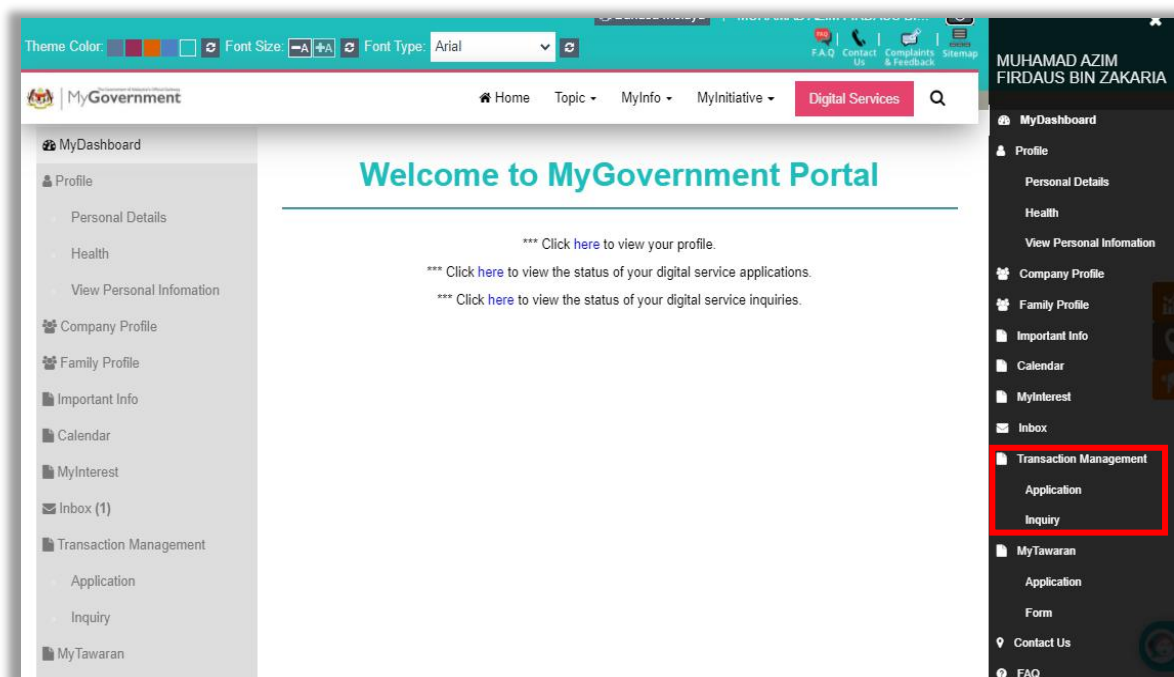 Theme Color: Font Size: -A +A Font Type: Arial
F.A.Q Contact Us Complaints & Feedback Sitemap
MyGovernment
Home Topic MyInfo MyInitiative Digital Services
MyDashboard
Profile
Personal Details
Health
View Personal Infomation
Company Profile
Family Profile
Important Info
Calendar
MyInterest
Inbox (1)
Transaction Management
Application
Inquiry
MyTawaran
Welcome to MyGovernment Portal
*** Click here to view your profile.
*** Click here to view the status of your digital service applications.
*** Click here to view the status of your digital service inquiries.
MUHAMAD AZIM
FIRDAUS BIN ZAKARIA
MyDashboard
Profile
Personal Details
Health
View Personal Infomation
Company Profile
Family Profile
Important Info
Calendar
MyInterest
Inbox
Transaction Management
Application
Inquiry
MyTawaran
Application
Form
Contact Us
FAQ